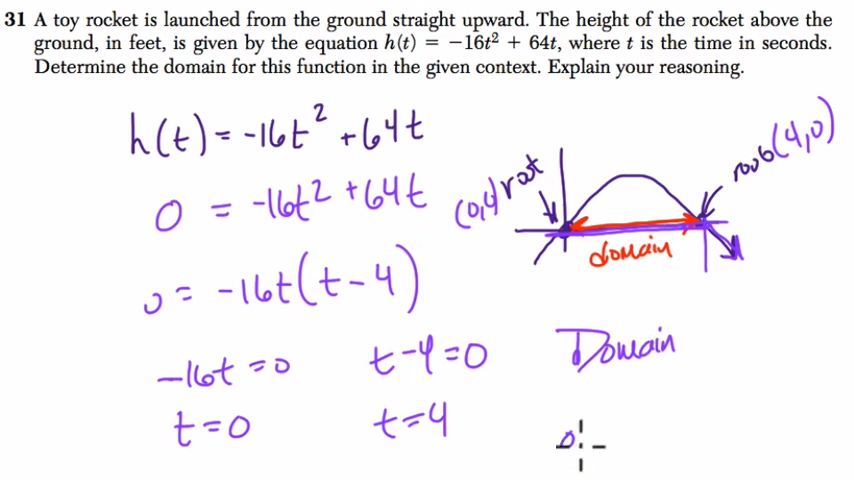 31 A toy rocket is launched from the ground straight upward. The height of the rocket above the
ground, in feet, is given by the equation h(t) = −16t² + 64t, where t is the time in seconds.
Determine the domain for this function in the given context. Explain your reasoning.
h(t) = -16t² + 64t
0 = -16t² + 64t
0 = -16t(t-4)
-16t = 0 t-4=0
t=0 t=4
(0,4) root
root (4,0)
domain
Domain
0